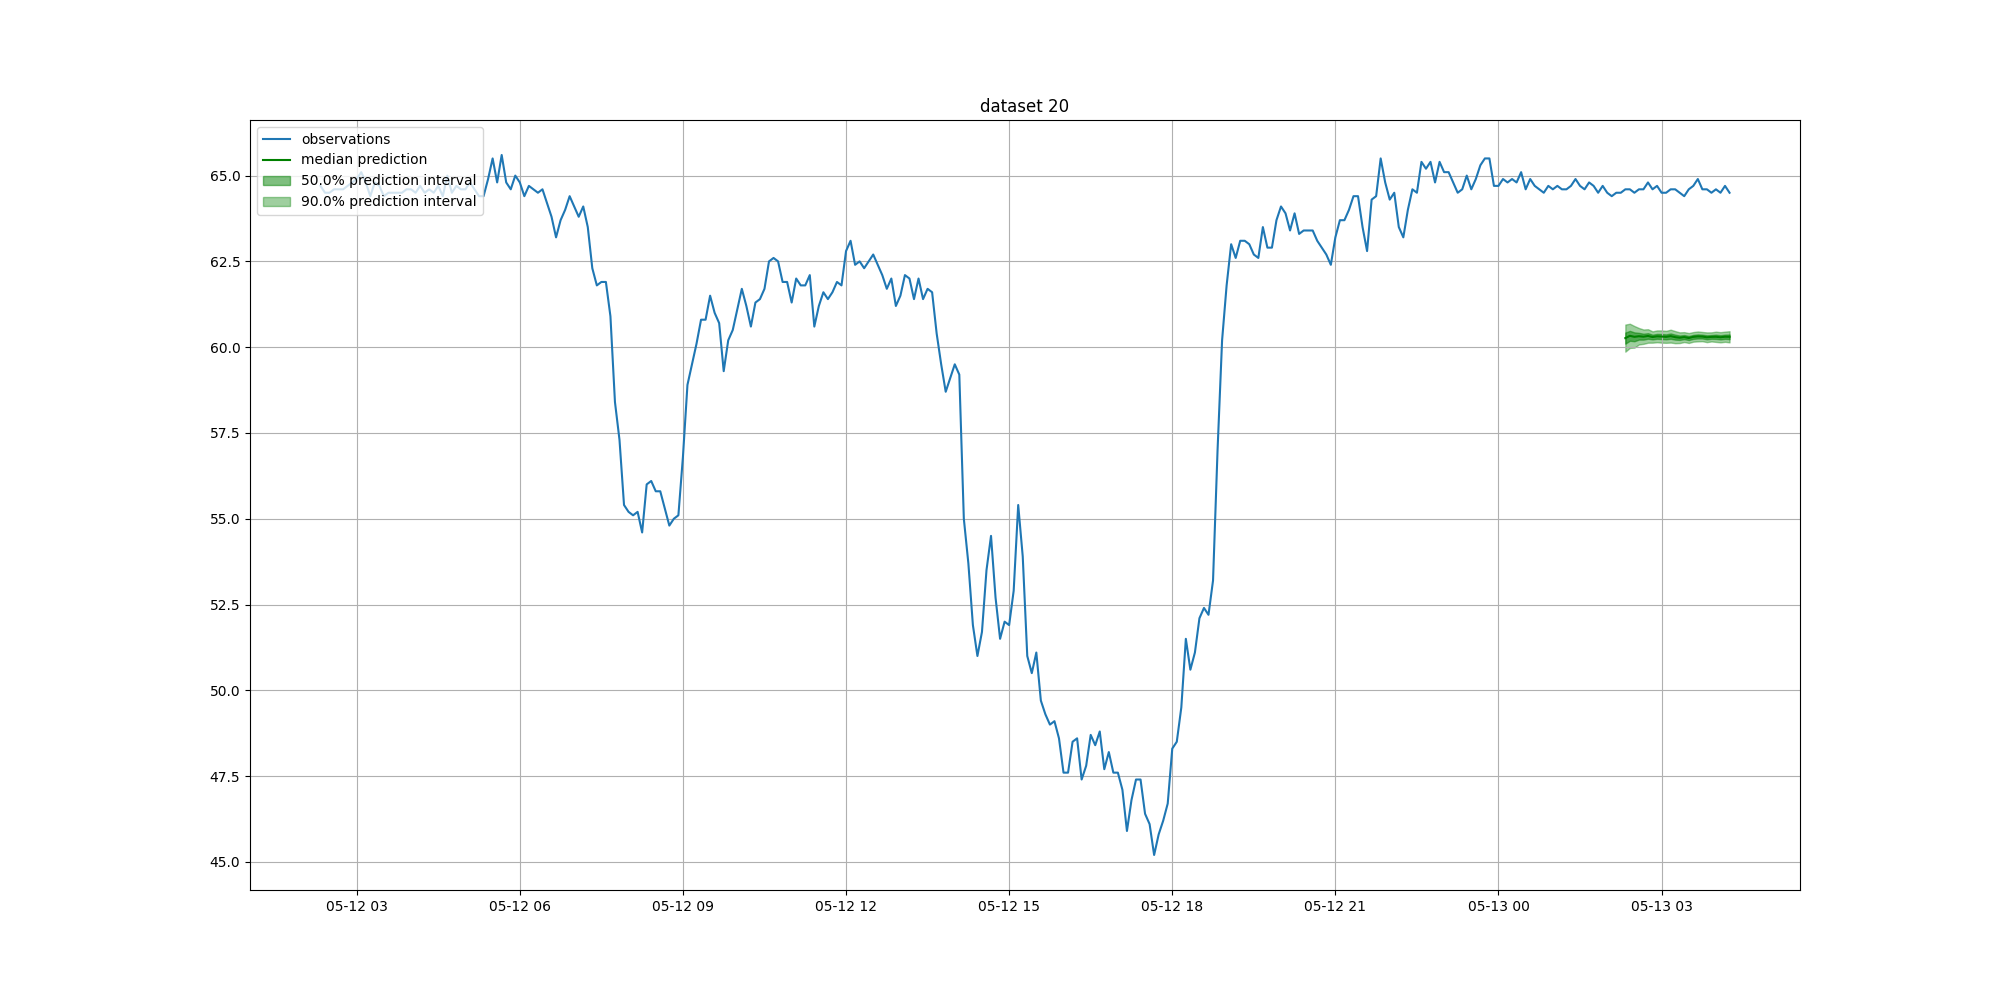 dataset 20
observations
median prediction
50.0% prediction interval
90.0% prediction interval
65.0
62.5
60.0
57.5
55.0
52.5
50.0
47.5
45.0
05-12 03 05-12 06 05-12 09 05-12 12 05-12 15 05-12 18 05-12 21 05-13 00 05-13 03